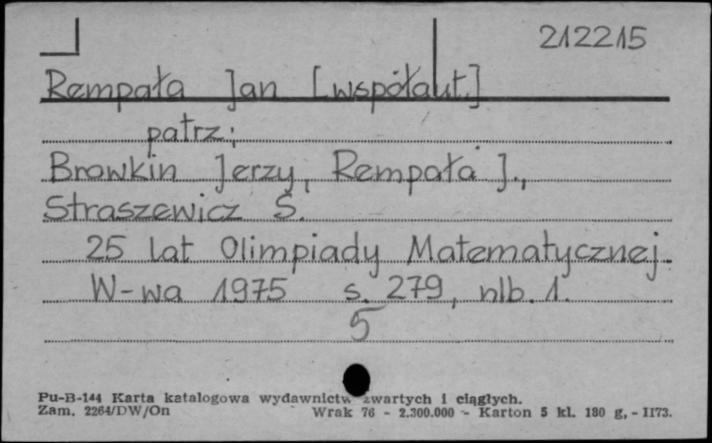 212215
Rempała Jan [współaut.]
patrz:
Browkin Jerzy, Rempała J.,
Straszewicz S.
25 lat Olimpiady Matematycznej.
W-wa 1975 s. 279, nlb. 1.
5
Pu-B-144 Karta katalogowa wydawnictw zwartych i ciągłych.
Zam. 2264/DW/On Wrak 76 - 2.300.000 - Karton 5 kl. 180 g. - II73.